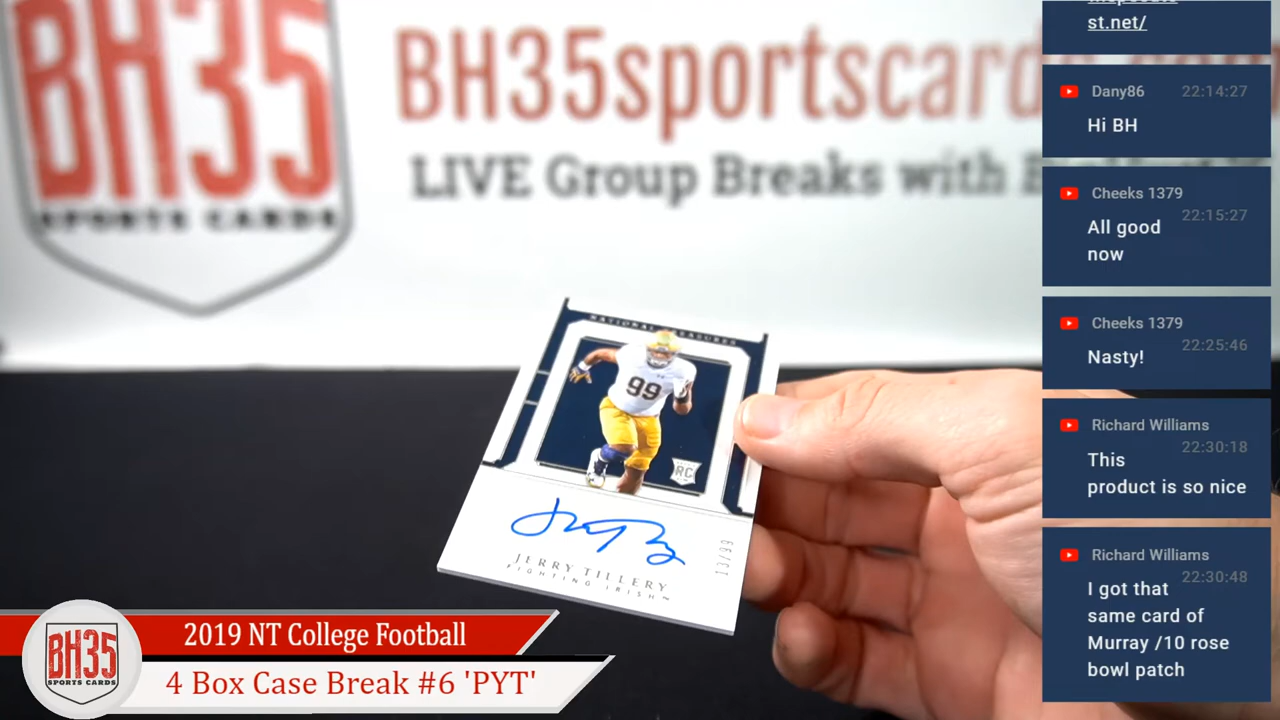 BH35
SPORTS CARDS
BH35sportscard
LIVE Group Breaks with
NATIONAL TREASURES
99
RC
13/99
JERRY TILLERY
FIGHTING IRISH™
2019 NT College Football
4 Box Case Break #6 'PYT'
BH35
SPORTS CARDS
st.net/
Dany86 22:14:27
Hi BH
Cheeks 1379
22:15:27
All good
now
Cheeks 1379
22:25:46
Nasty!
Richard Williams
22:30:18
This
product is so nice
Richard Williams
22:30:48
I got that
same card of
Murray /10 rose
bowl patch